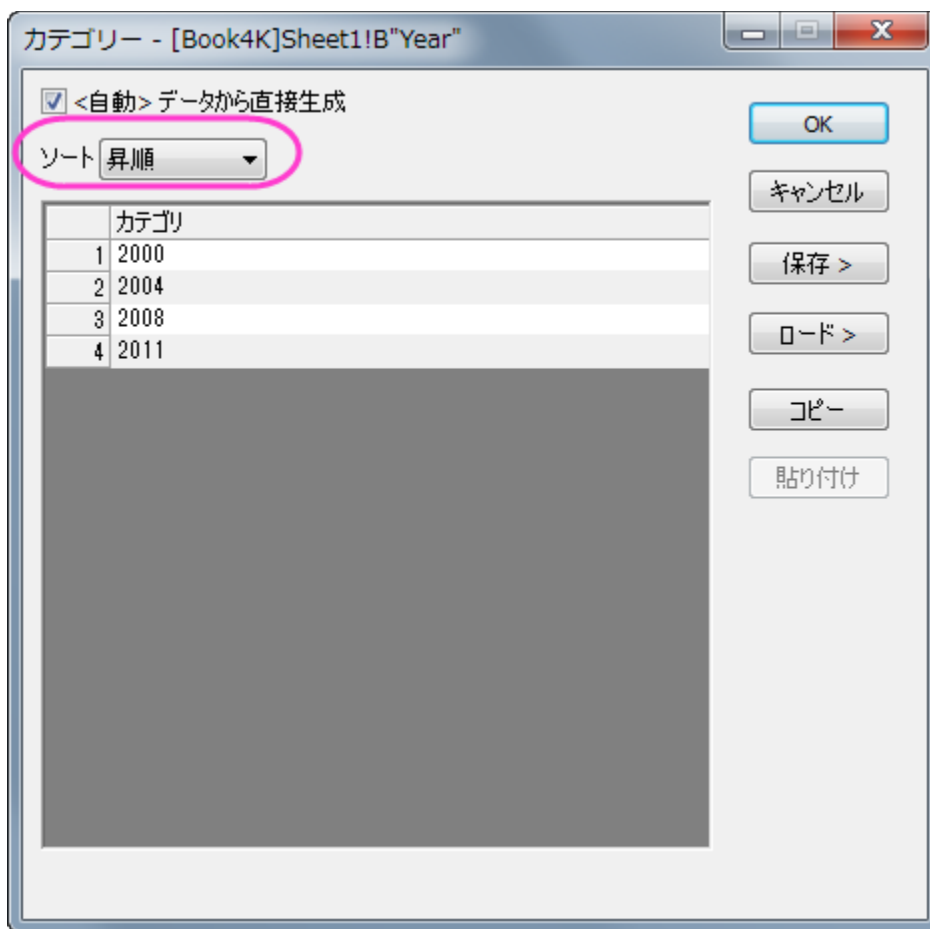 カテゴリー - [Book4K]Sheet1!B"Year"
<自動> データから直接生成
OK
ソート 昇順
キャンセル
カテゴリ
1 2000
2 2004
3 2008
4 2011
保存 >
ロード >
コピー
貼り付け